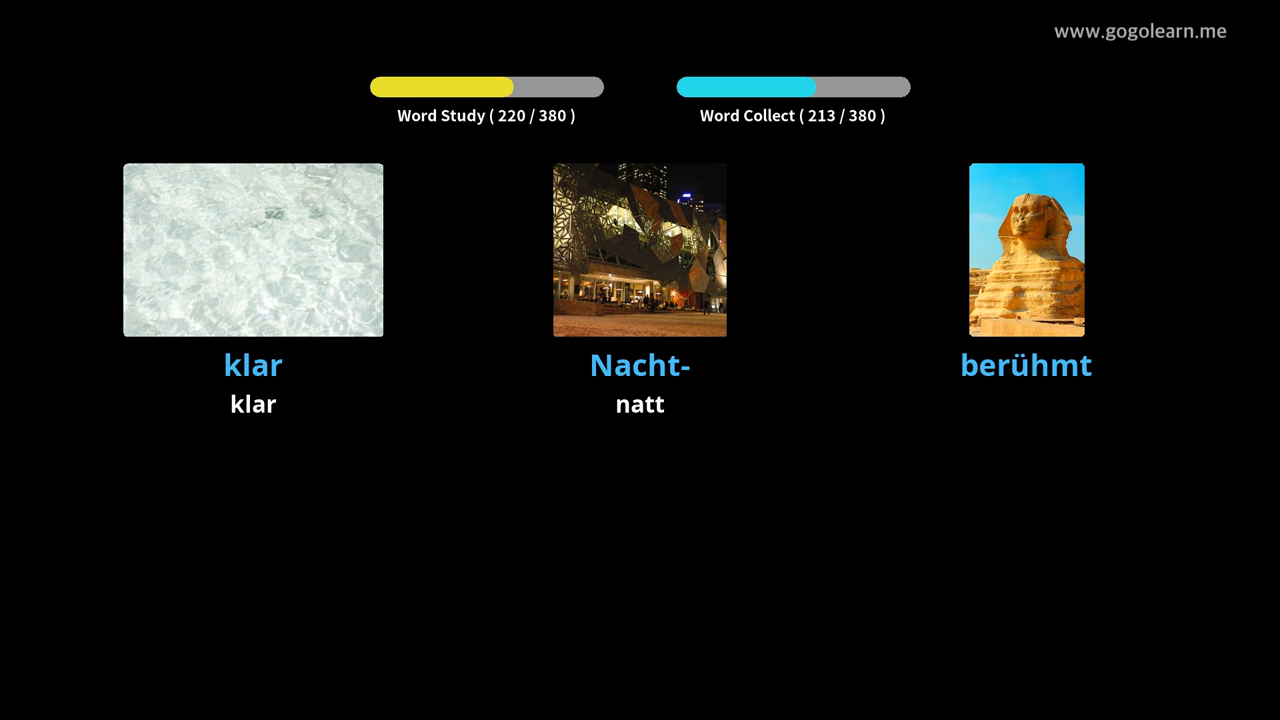 www.gogolearn.me
Word Study ( 220 / 380 )
Word Collect ( 213 / 380 )
klar
Nacht-
berühmt
klar
natt